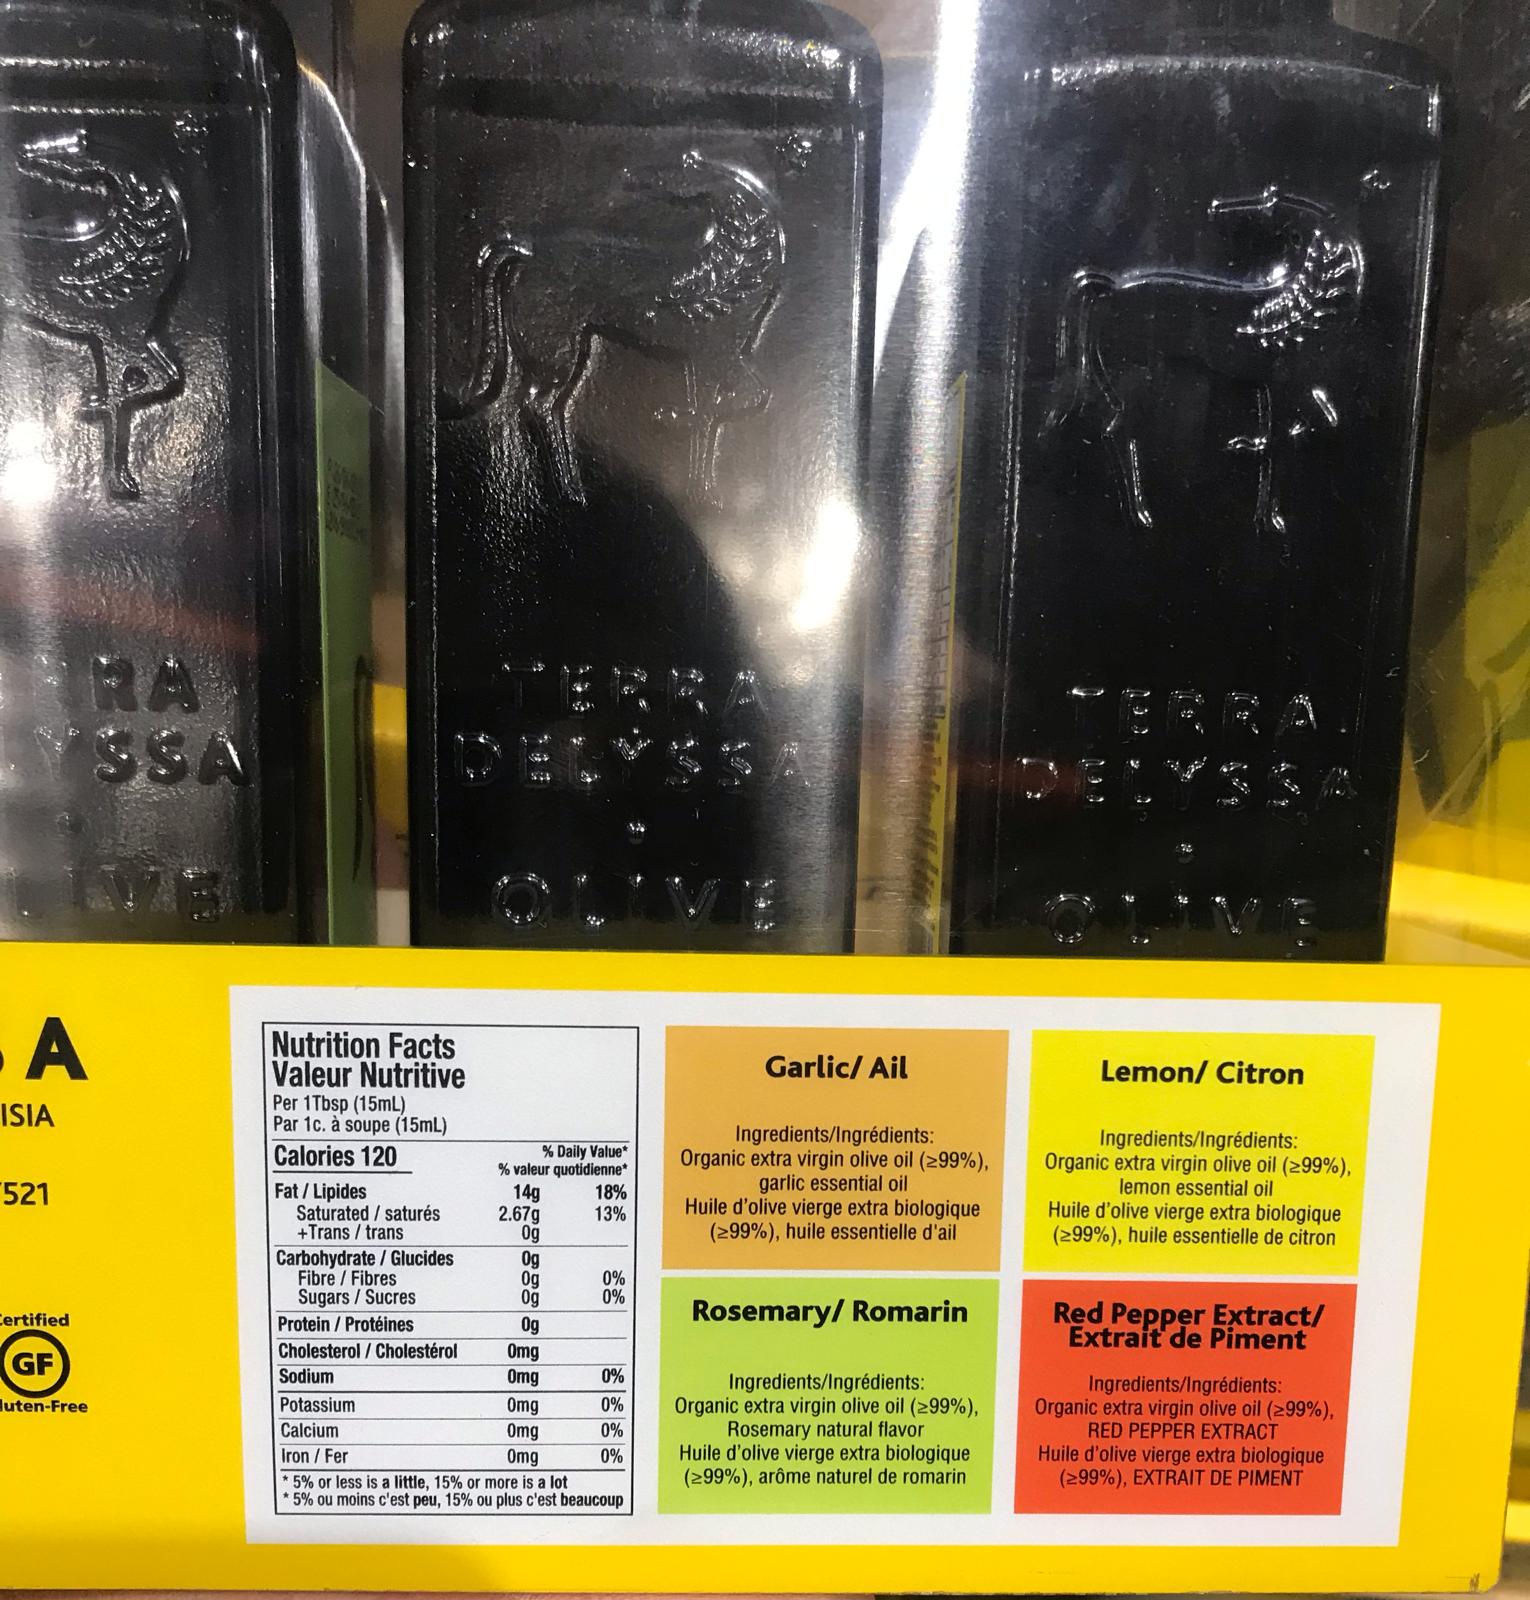 RA
YSSA
IVE
TERRA
DELYSSA
OLIVE
TERRA
DELYSSA
OLIVE
A
ISIA
521
Certified
GF
Gluten-Free
Nutrition Facts
Valeur Nutritive
Per 1Tbsp (15mL)
Par 1c. à soupe (15mL)
Calories 120
% Daily Value*
% valeur quotidienne*
Fat / Lipides 14g 18%
Saturated / saturés 2.67g 13%
+Trans / trans 0g
Carbohydrate / Glucides 0g
Fibre / Fibres 0g 0%
Sugars / Sucres 0g 0%
Protein / Protéines 0g
Cholesterol / Cholestérol 0mg
Sodium 0mg 0%
Potassium 0mg 0%
Calcium 0mg 0%
Iron / Fer 0mg 0%
* 5% or less is a little, 15% or more is a lot
* 5% ou moins c'est peu, 15% ou plus c'est beaucoup
Garlic/ Ail
Ingredients/Ingrédients:
Organic extra virgin olive oil (≥99%),
garlic essential oil
Huile d'olive vierge extra biologique
(≥99%), huile essentielle d'ail
Lemon/ Citron
Ingredients/Ingrédients:
Organic extra virgin olive oil (≥99%),
lemon essential oil
Huile d'olive vierge extra biologique
(≥99%), huile essentielle de citron
Rosemary/ Romarin
Ingredients/Ingrédients:
Organic extra virgin olive oil (≥99%),
Rosemary natural flavor
Huile d'olive vierge extra biologique
(≥99%), arôme naturel de romarin
Red Pepper Extract/
Extrait de Piment
Ingredients/Ingrédients:
Organic extra virgin olive oil (≥99%),
RED PEPPER EXTRACT
Huile d'olive vierge extra biologique
(≥99%), EXTRAIT DE PIMENT